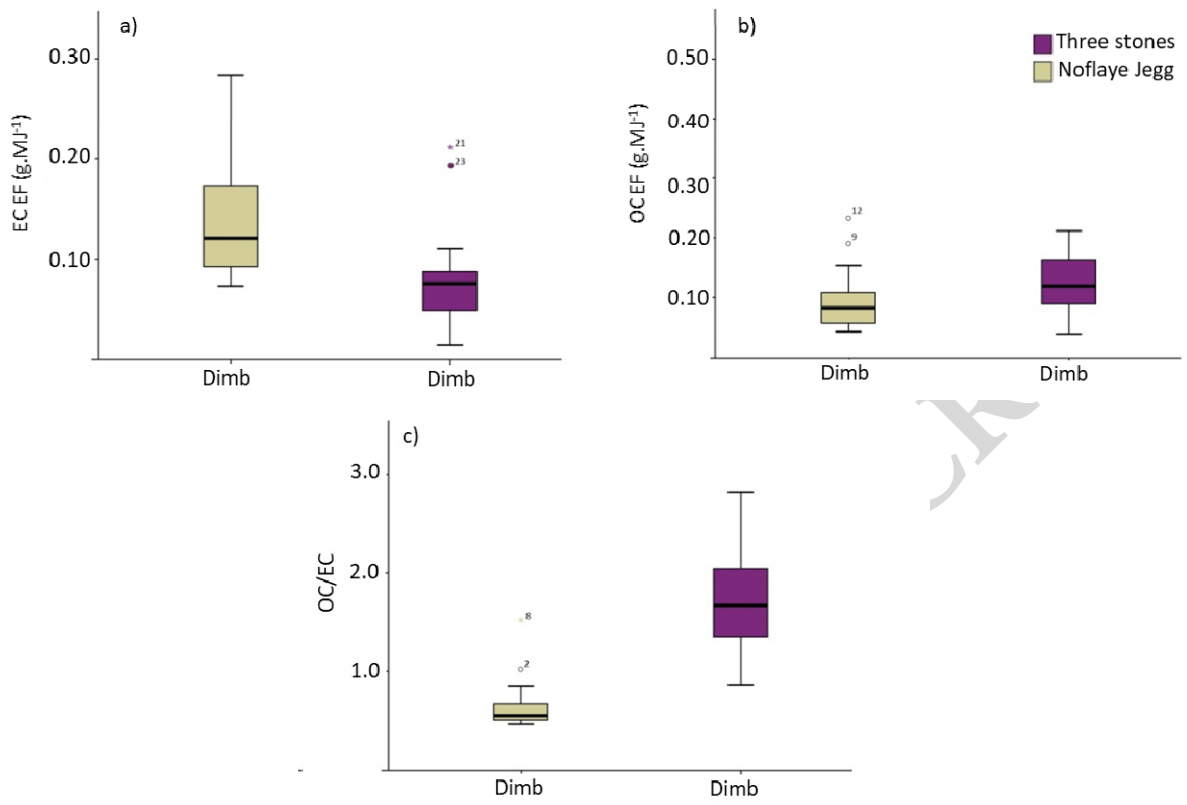 a)
0.30
0.20
0.10
EC EF (g.MJ-1)
21
23
Dimb
Dimb
b)
Three stones
Noflaye Jegg
0.50
0.40
0.30
0.20
0.10
OC EF (g.MJ-1)
12
9
Dimb
Dimb
c)
3.0
2.0
1.0
OC/EC
8
2
Dimb
Dimb